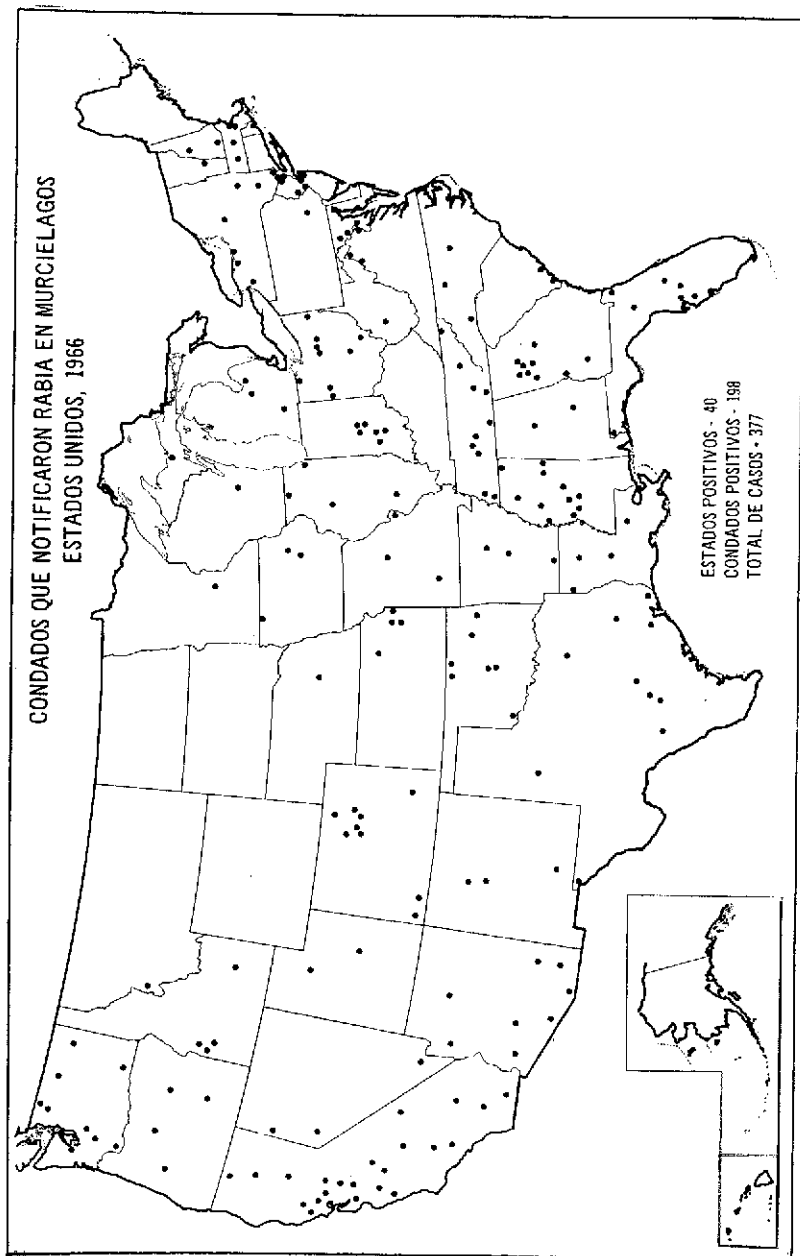 CONDADOS QUE NOTIFICARON RABIA EN MURCIELAGOS
ESTADOS UNIDOS, 1966
ESTADOS POSITIVOS - 40
CONDADOS POSITIVOS - 198
TOTAL DE CASOS - 377